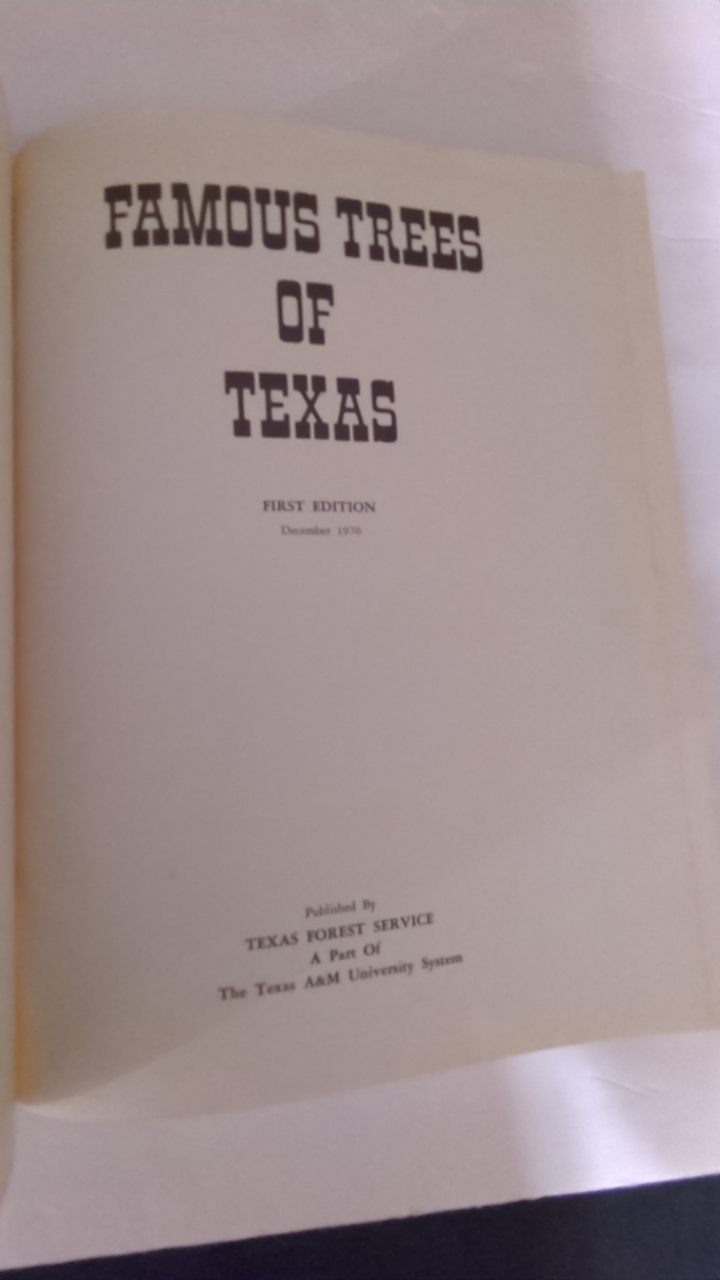 FAMOUS TREES
OF
TEXAS
FIRST EDITION
December 1970
Published By
TEXAS FOREST SERVICE
A Part Of
The Texas A&M University System